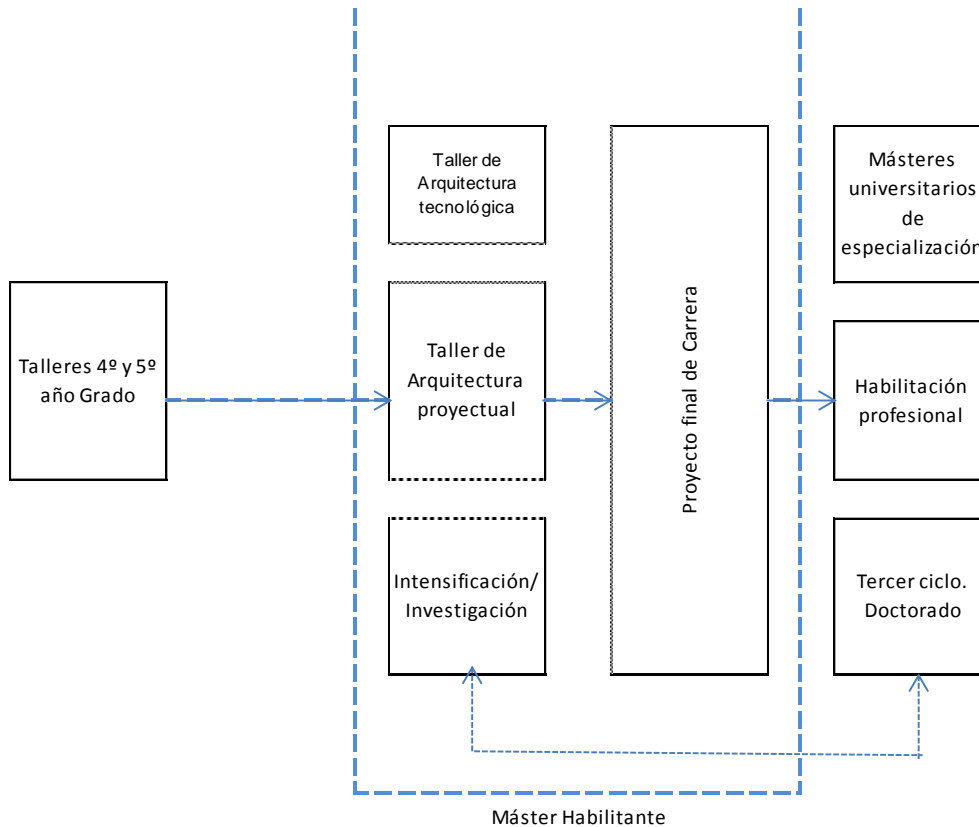 Talleres 4º y 5º
año Grado
Taller de
Arquitectura
tecnológica
Taller de
Arquitectura
proyectual
Intensificación/
Investigación
Proyecto final de Carrera
Másteres
universitarios
de
especialización
Habilitación
profesional
Tercer ciclo.
Doctorado
Máster Habilitante